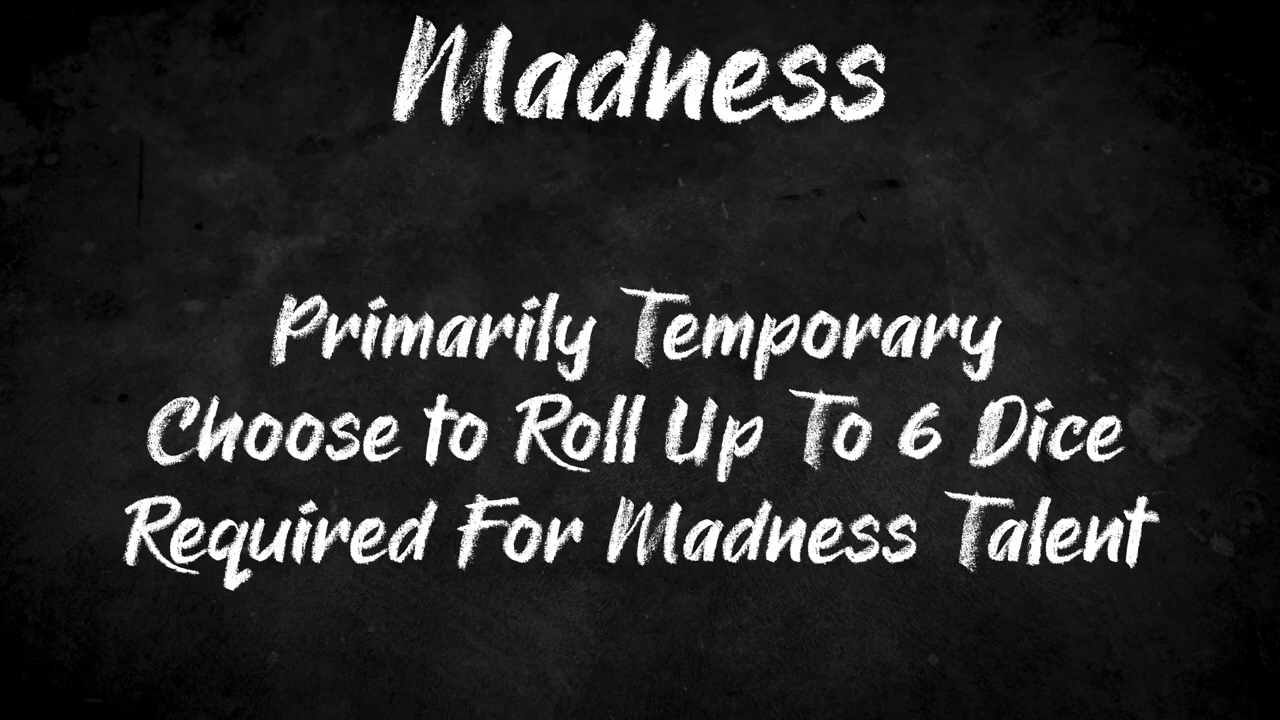 Madness
Primarily Temporary
Choose to Roll Up To 6 Dice
Required For Madness Talent